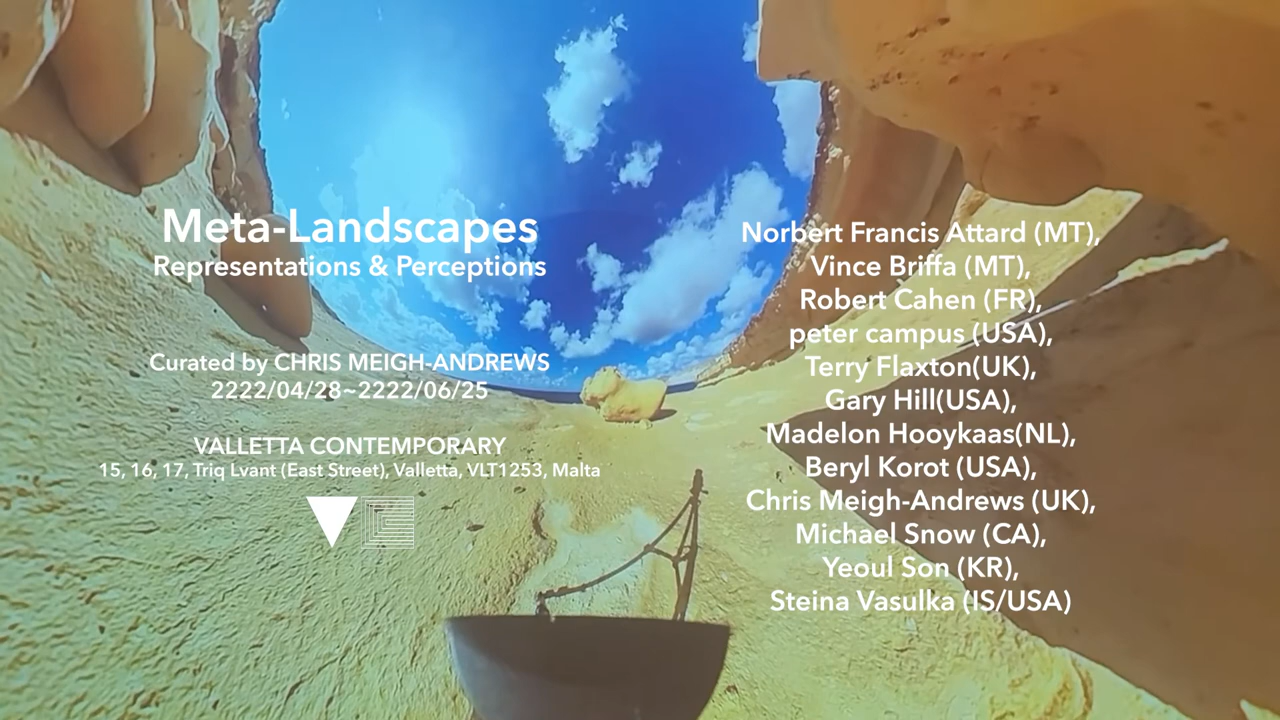 Meta-Landscapes
Representations & Perceptions
Curated by CHRIS MEIGH-ANDREWS
2222/04/28~2222/06/25
VALLETTA CONTEMPORARY
15, 16, 17, Triq Lvant (East Street), Valletta, VLT1253, Malta
Norbert Francis Attard (MT),
Vince Briffa (MT),
Robert Cahen (FR),
peter campus (USA),
Terry Flaxton(UK),
Gary Hill(USA),
Madelon Hooykaas(NL),
Beryl Korot (USA),
Chris Meigh-Andrews (UK),
Michael Snow (CA),
Yeoul Son (KR),
Steina Vasulka (IS/USA)